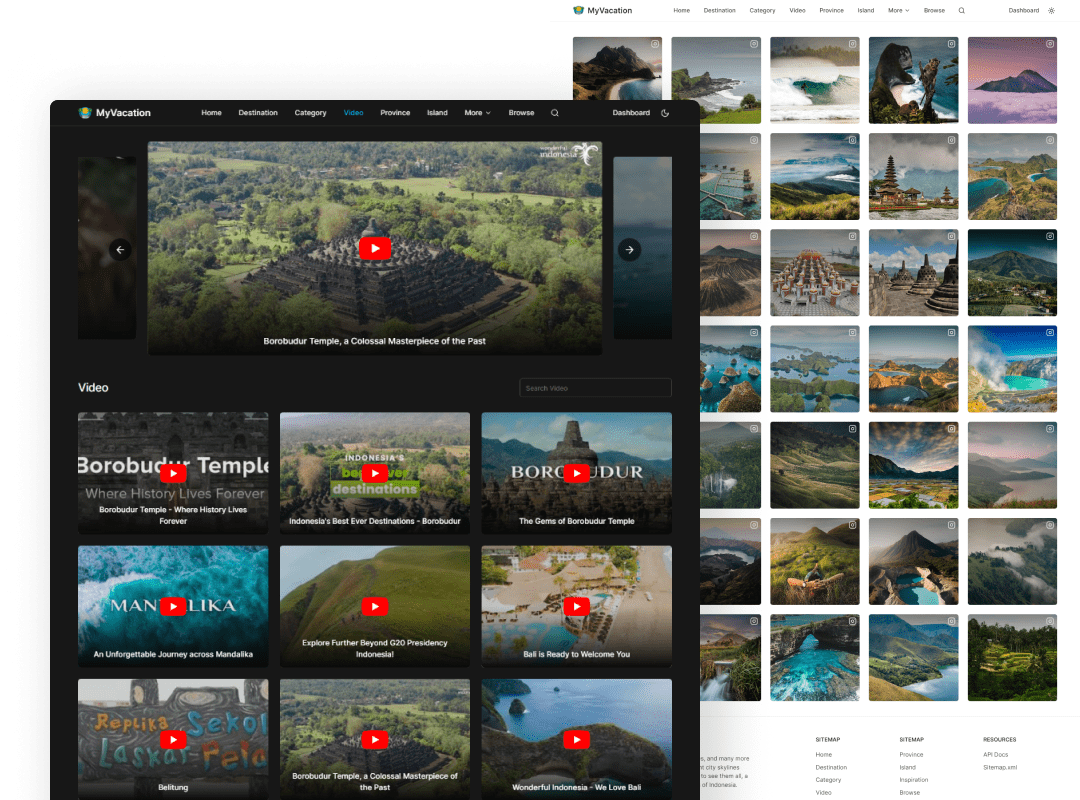 MyVacation
Home Destination Category Video Province Island More Browse
Dashboard
MyVacation
Home Destination Category Video Province Island More Browse
Dashboard
wonderful
indonesia
Borobudur Temple, a Colossal Masterpiece of the Past
Video
Search Video
Borobudur Temple
Where History Lives Forever
Borobudur Temple - Where History Lives
Forever
INDONESIA'S
destinations
Indonesia's Best Ever Destinations - Borobudur
BOROBUDUR
The Gems of Borobudur Temple
MANDALIKA
An Unforgettable Journey across Mandalika
Explore Further Beyond G20 Presidency
Indonesia!
Bali is Ready to Welcome You
Replika Sekol
Laskar Pela
Belitung
Borobudur Temple, a Colossal Masterpiece of
the Past
Wonderful Indonesia - We Love Bali
s, and many more
nt city skylines
to see them all, a
of Indonesia.
SITEMAP
Home
Destination
Category
Video
SITEMAP
Province
Island
Inspiration
Browse
RESOURCES
API Docs
Sitemap.xml